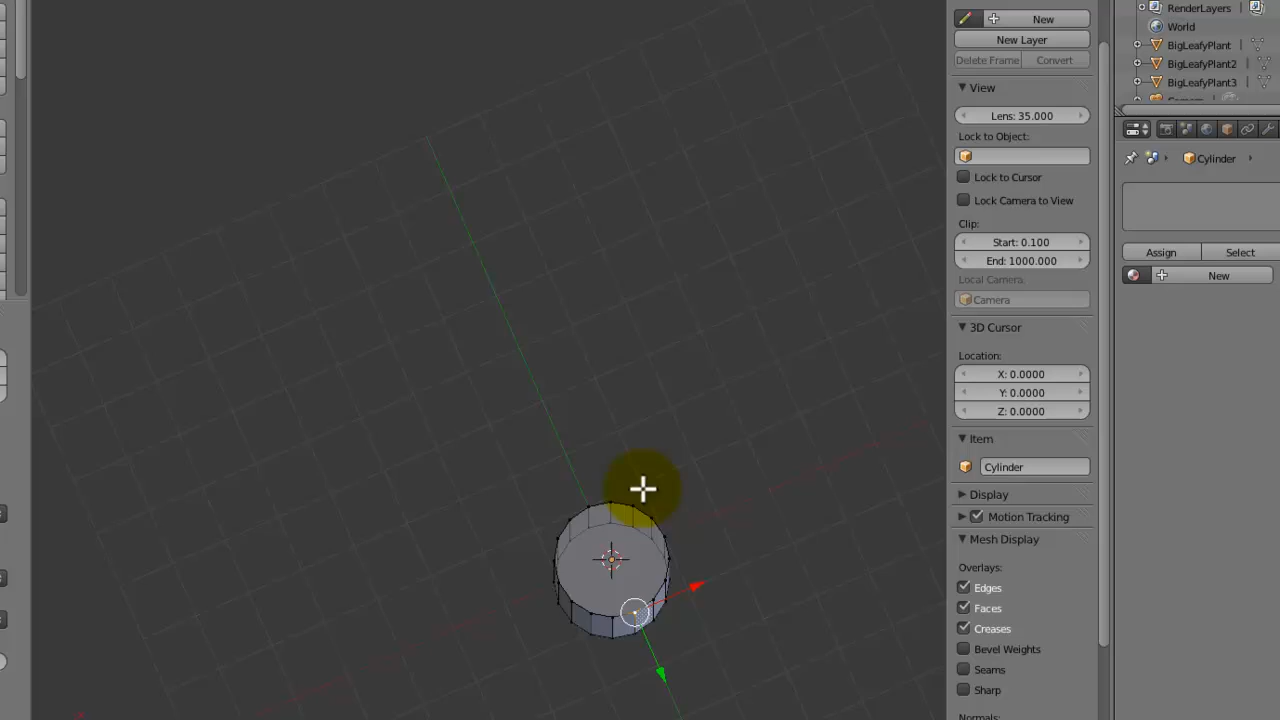 New
New Layer
Delete Frame Convert
View
Lens: 35.000
Lock to Object:
Lock to Cursor
Lock Camera to View
Clip:
Start: 0.100
End: 1000.000
Local Camera:
Camera
3D Cursor
Location:
X: 0.0000
Y: 0.0000
Z: 0.0000
Item
Cylinder
Display
Motion Tracking
Mesh Display
Overlays:
Edges
Faces
Creases
Bevel Weights
Seams
Sharp
Normals:
RenderLayers
World
BigLeafyPlant
BigLeafyPlant2
BigLeafyPlant3
Cylinder
Assign Select
New